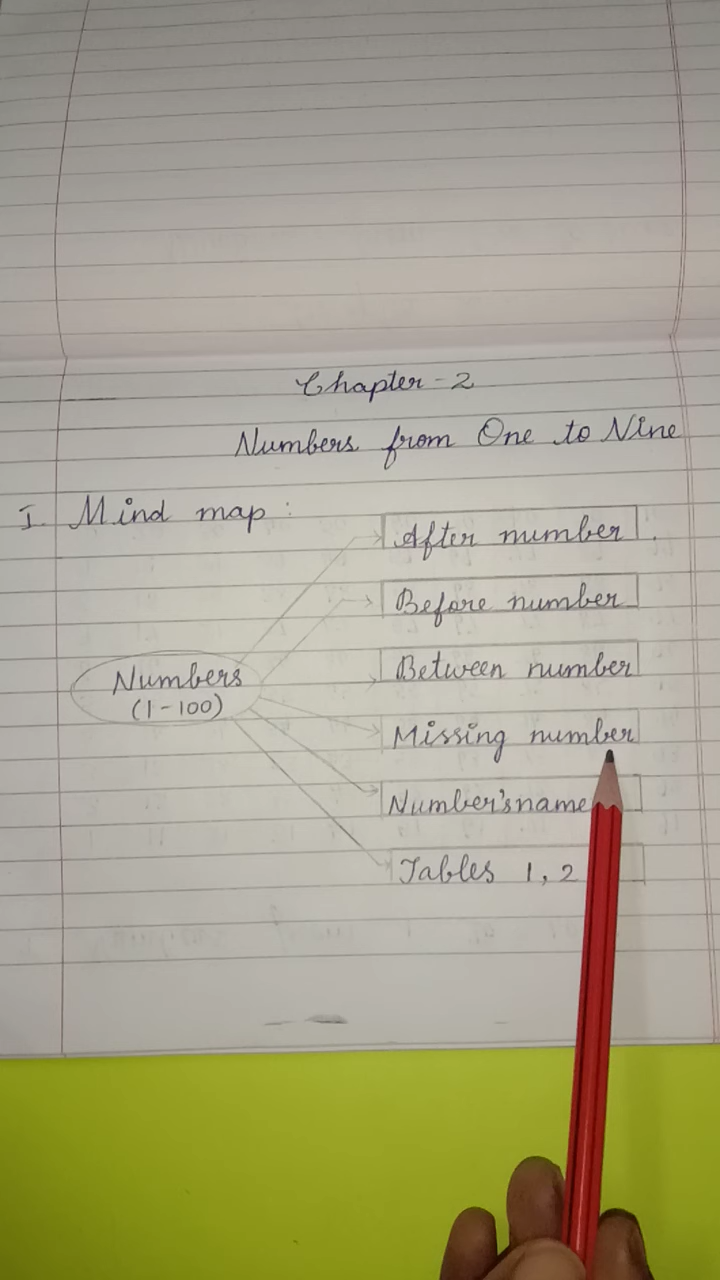 Chapter - 2
Numbers from One to Nine
I. Mind map :
After number
Before number
Between number
Numbers
(1 - 100)
Missing number
Number's name
Tables 1, 2